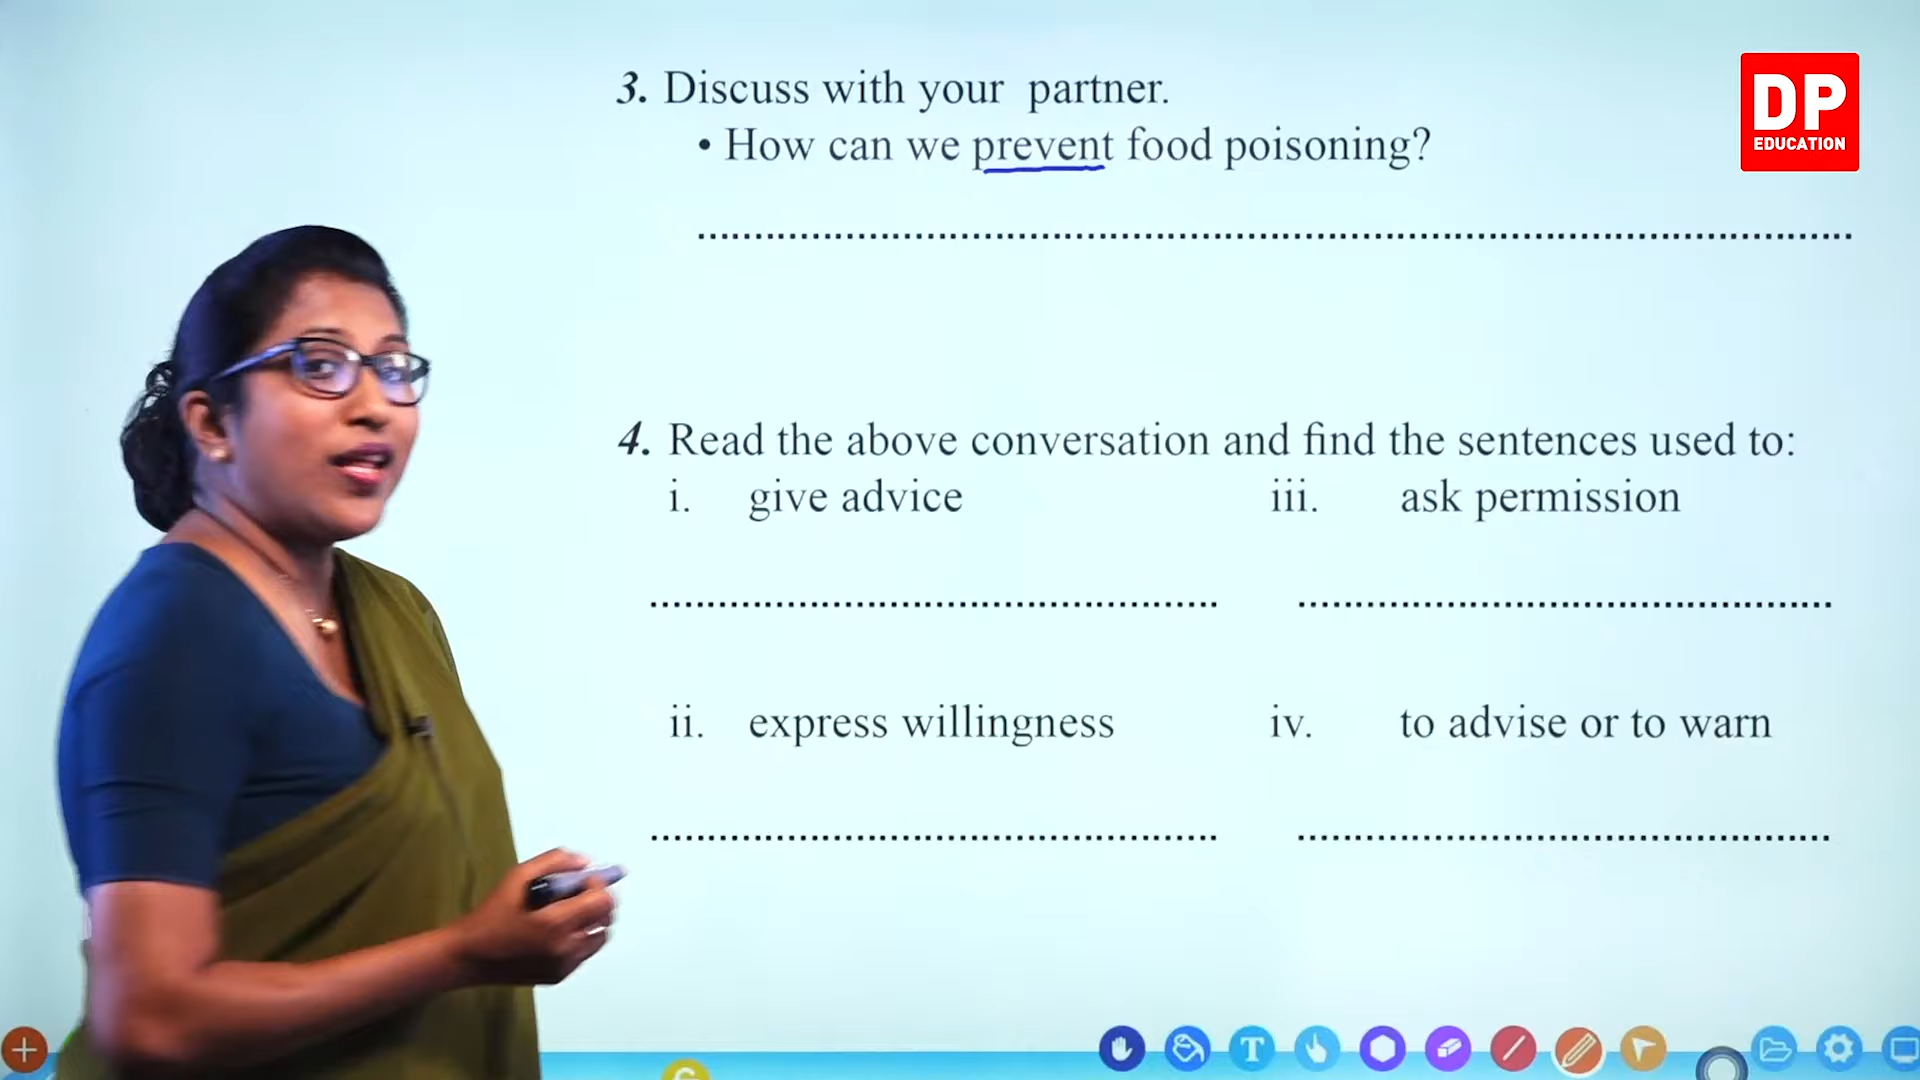 3. Discuss with your partner.
• How can we prevent food poisoning?
DP
EDUCATION
4. Read the above conversation and find the sentences used to:
i. give advice
iii. ask permission
ii. express willingness
iv. to advise or to warn
T